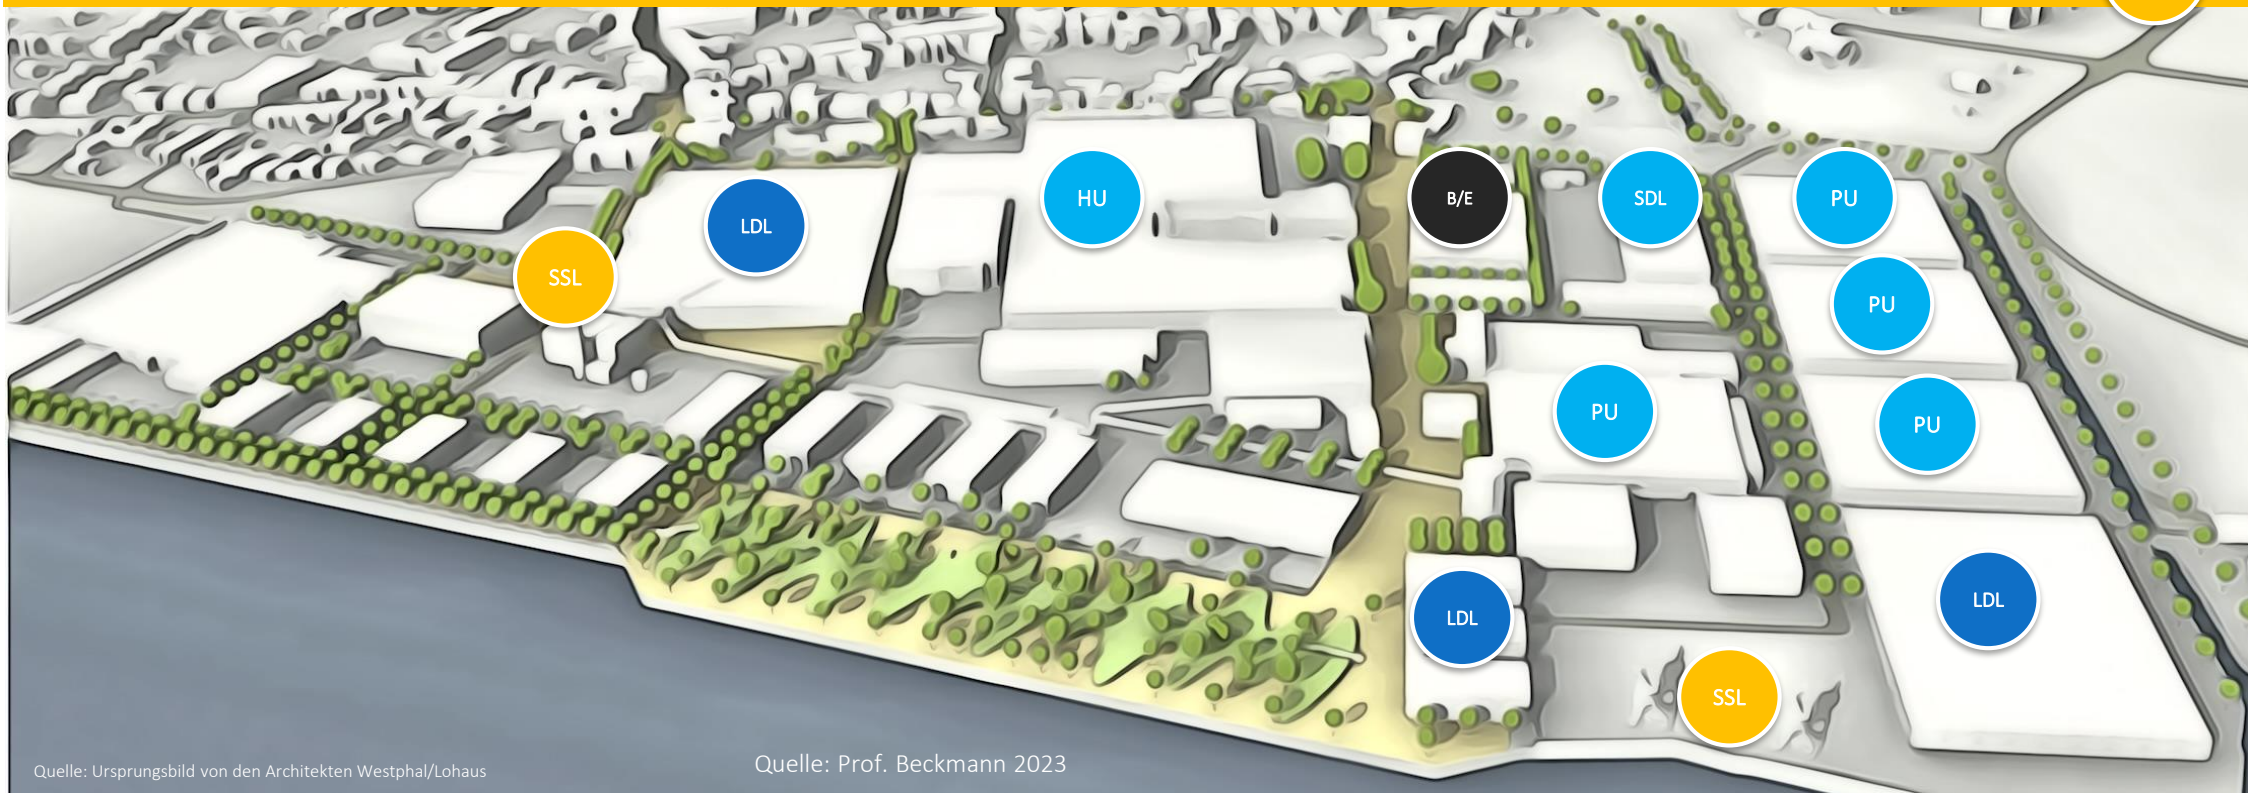 B/E
HU
SDL
PU
LDL
SSL
PU
PU
PU
LDL
LDL
SSL
Quelle: Prof. Beckmann 2023
Quelle: Ursprungsbild von den Architekten Westphal/Lohaus